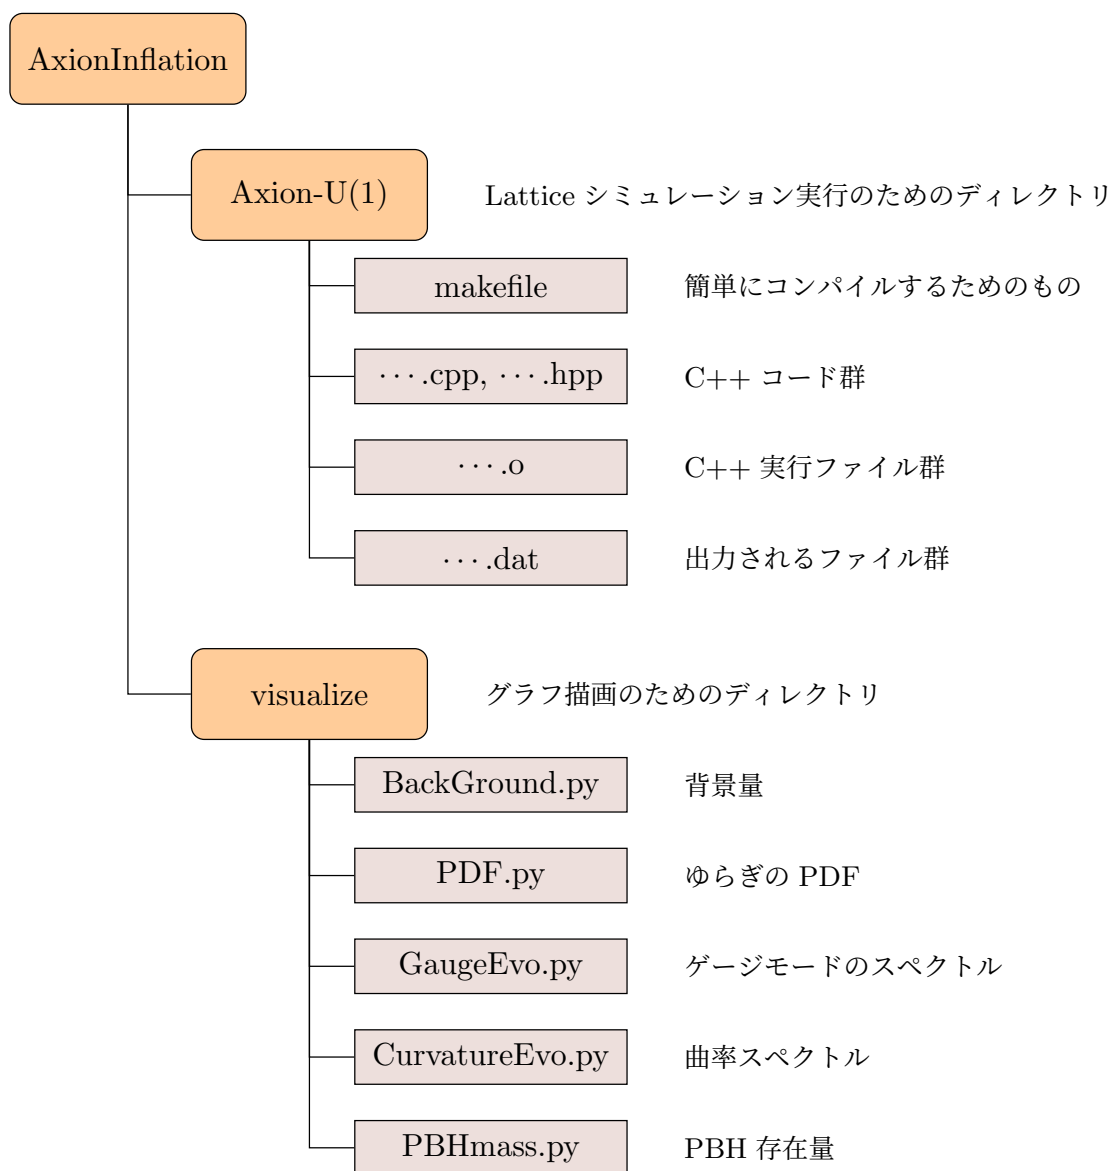 AxionInflation
Axion-U(1) Lattice シミュレーション実行のためのディレクトリ
makefile 簡単にコンパイルするためのもの
⋯.cpp, ⋯.hpp C++ コード群
⋯.o C++ 実行ファイル群
⋯.dat 出力されるファイル群
visualize グラフ描画のためのディレクトリ
BackGround.py 背景量
PDF.py ゆらぎの PDF
GaugeEvo.py ゲージモードのスペクトル
CurvatureEvo.py 曲率スペクトル
PBHmass.py PBH 存在量